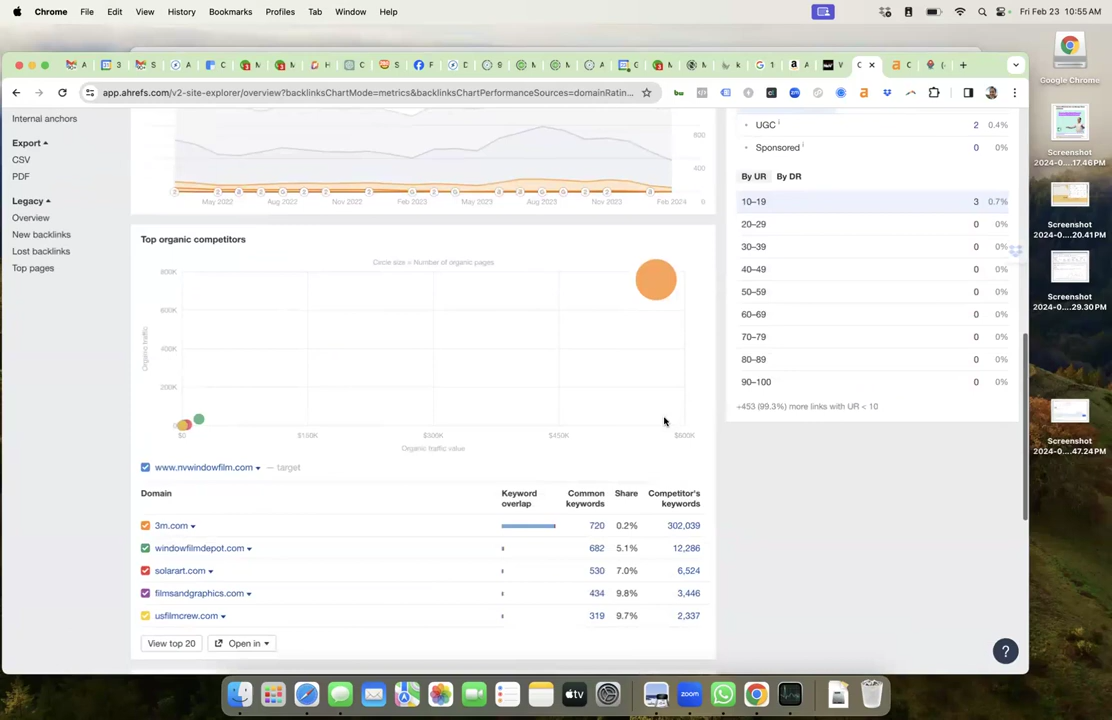 Chrome File Edit View History Bookmarks Profiles Tab Window Help Fri Feb 23 10:55 AM
app.ahrefs.com/v2-site-explorer/overview?backlinksChartMode=metrics&backlinksChartPerformanceSources=domainRatin...
Google Chrome
Internal anchors
Export
CSV
PDF
Legacy
Overview
New backlinks
Lost backlinks
Top pages
600
400
0
May 2022 Aug 2022 Nov 2022 Feb 2023 May 2023 Aug 2023 Nov 2023 Feb 2024
Top organic competitors
Circle size = Number of organic pages
Organic traffic
800K
600K
400K
200K
0
$0 $150K $300K $450K $600K
Organic traffic value
www.nvwindowfilm.com — target
Domain Keyword overlap Common keywords Share Competitor's keywords
3m.com 720 0.2% 302,039
windowfilmdepot.com 682 5.1% 12,286
solarart.com 530 7.0% 6,524
filmsandgraphics.com 434 9.8% 3,446
usfilmcrew.com 319 9.7% 2,337
View top 20 Open in
UGC 2 0.4%
Sponsored 0 0%
By UR By DR
10–19 3 0.7%
20–29 0 0%
30–39 0 0%
40–49 0 0%
50–59 0 0%
60–69 0 0%
70–79 0 0%
80–89 0 0%
90–100 0 0%
+453 (99.3%) more links with UR < 10
?
Screenshot
2024-0....17.46 PM
Screenshot
2024-0....20.41 PM
Screenshot
2024-0....29.30 PM
Screenshot
2024-0....47.24 PM
tv
zoom